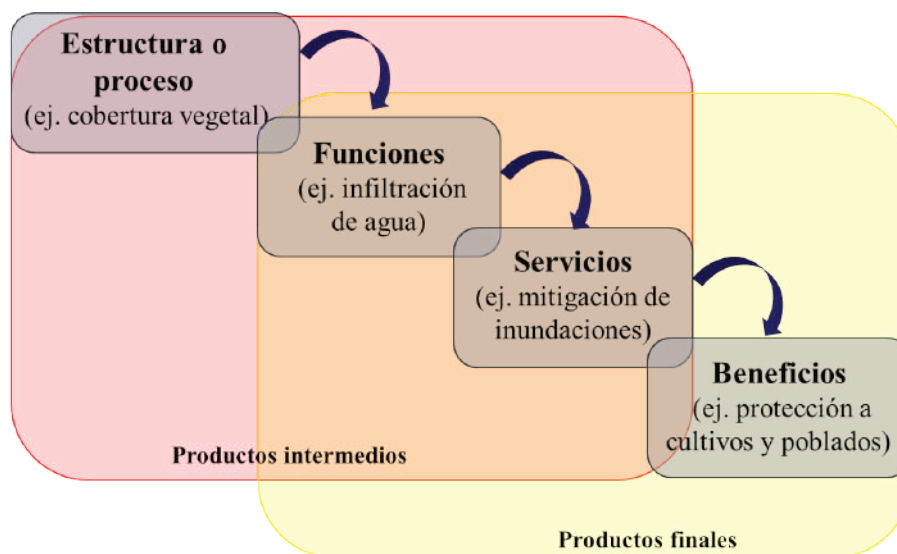 Estructura o
proceso
(ej. cobertura vegetal)
Funciones
(ej. infiltración
de agua)
Servicios
(ej. mitigación de
inundaciones)
Beneficios
(ej. protección a
cultivos y poblados)
Productos intermedios
Productos finales